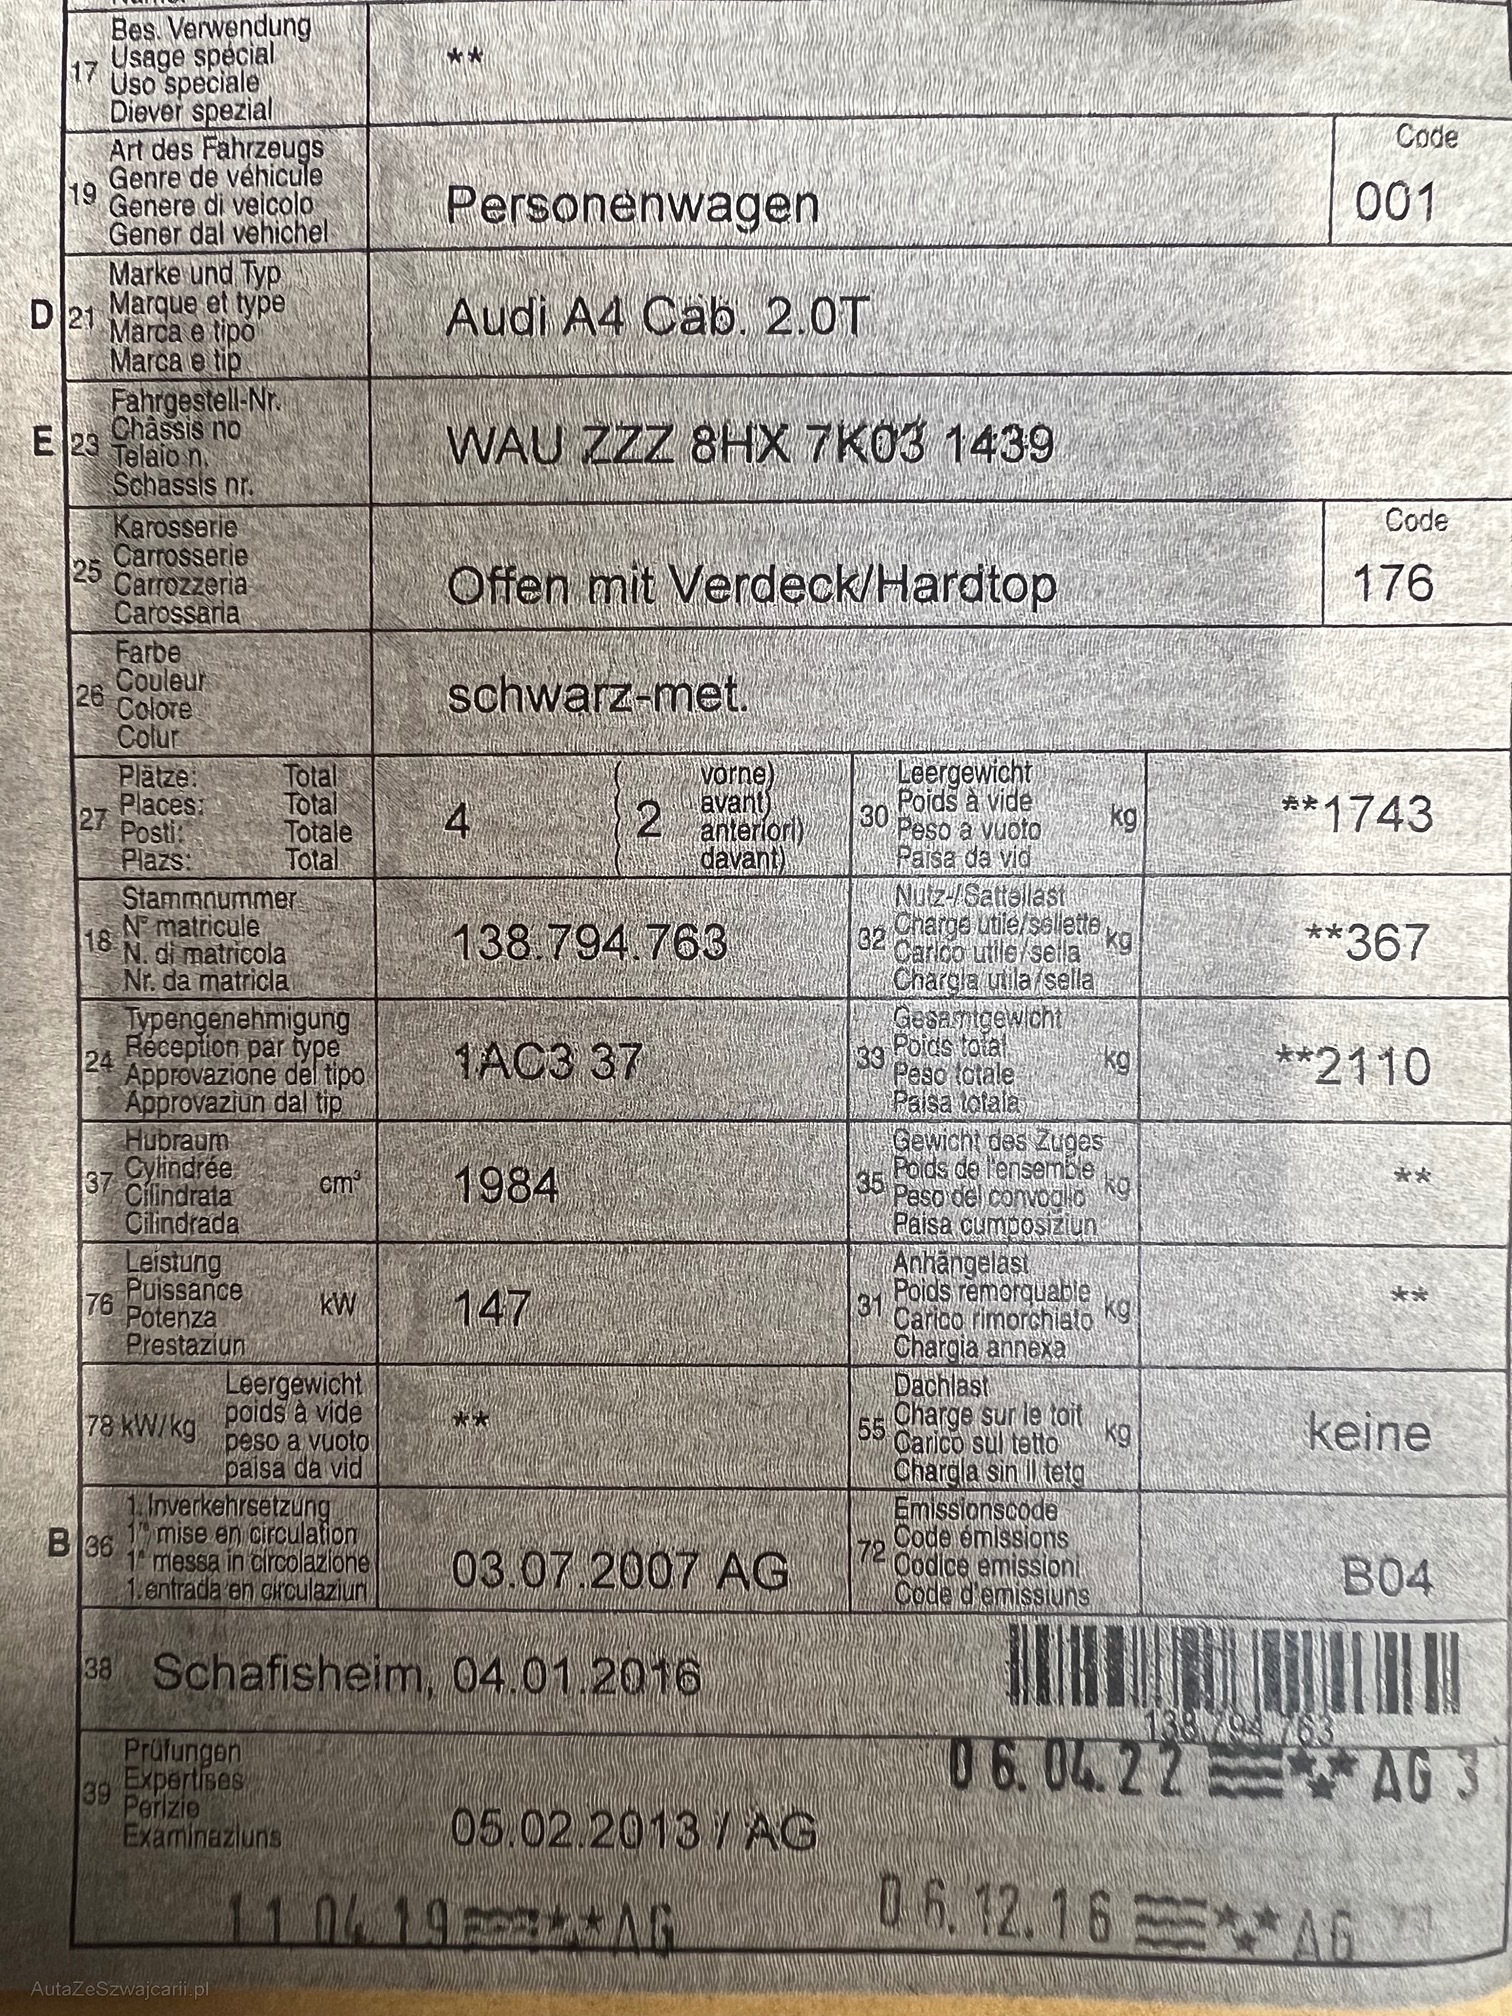 Bes. Verwendung
17 Usage spécial **
Uso speciale
Diever spezial
Art des Fahrzeugs Code
19 Genre de véhicule
Genere di veicolo Personenwagen 001
Gener dal vehichel
Marke und Typ
D 21 Marque et type Audi A4 Cab. 2.0T
Marca e tipo
Marca e tip
Fahrgestell-Nr.
E 23 Châssis no WAU ZZZ 8HX 7K03 1439
Telaio n.
Schassis nr.
Karosserie Code
25 Carrosserie
Carrozzeria Offen mit Verdeck/Hardtop 176
Carossaria
Farbe
26 Couleur schwarz-met.
Colore
Colur
Plätze: Total vorne) Leergewicht
27 Places: Total 4 ( 2 avant) 30 Poids à vide kg **1743
Posti: Totale anteriori) Peso a vuoto
Plazs: Total davant) Paisa da vid
Stammnummer Nutz-/Sattellast
18 N° matricule 138.794.763 32 Charge utile/sellette kg **367
N. di matricola Carico utile/sella
Nr. da matricla Chargia utila/sella
Typengenehmigung Gesamtgewicht
24 Réception par type 1AC3 37 33 Poids total kg **2110
Approvazione del tipo Peso totale
Approvaziun dal tip Paisa totala
Hubraum Gewicht des Zuges
37 Cylindrée cm³ 1984 35 Poids de l'ensemble kg **
Cilindrata Peso del convoglio
Cilindrada Paisa cumposiziun
Leistung Anhängelast
76 Puissance kW 147 31 Poids remorquable kg **
Potenza Carico rimorchiato
Prestaziun Chargia annexa
Leergewicht Dachlast
78 kW/kg poids à vide ** 55 Charge sur le toit kg keine
peso a vuoto Carico sul tetto
paisa da vid Chargia sin il tetg
1. Inverkehrsetzung Emissionscode
B 36 1re mise en circulation 72 Code émissions
1a messa in circolazione 03.07.2007 AG Codice emissioni B04
1. entrada en circulaziun Code d'emissiuns
38 Schafisheim, 04.01.2016
138.794.763
Prüfungen 06.04.22 AG 3
39 Expertises
Perizie
Examinaziuns 05.02.2013 / AG
11 04 19 AG 06.12.16 AG
AutaZeSzwajcarii.pl